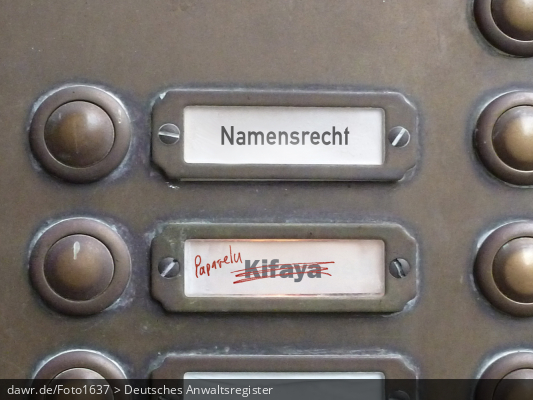 Namensrecht
Paparelu Kifaya
dawr.de/Foto1637 > Deutsches Anwaltsregister